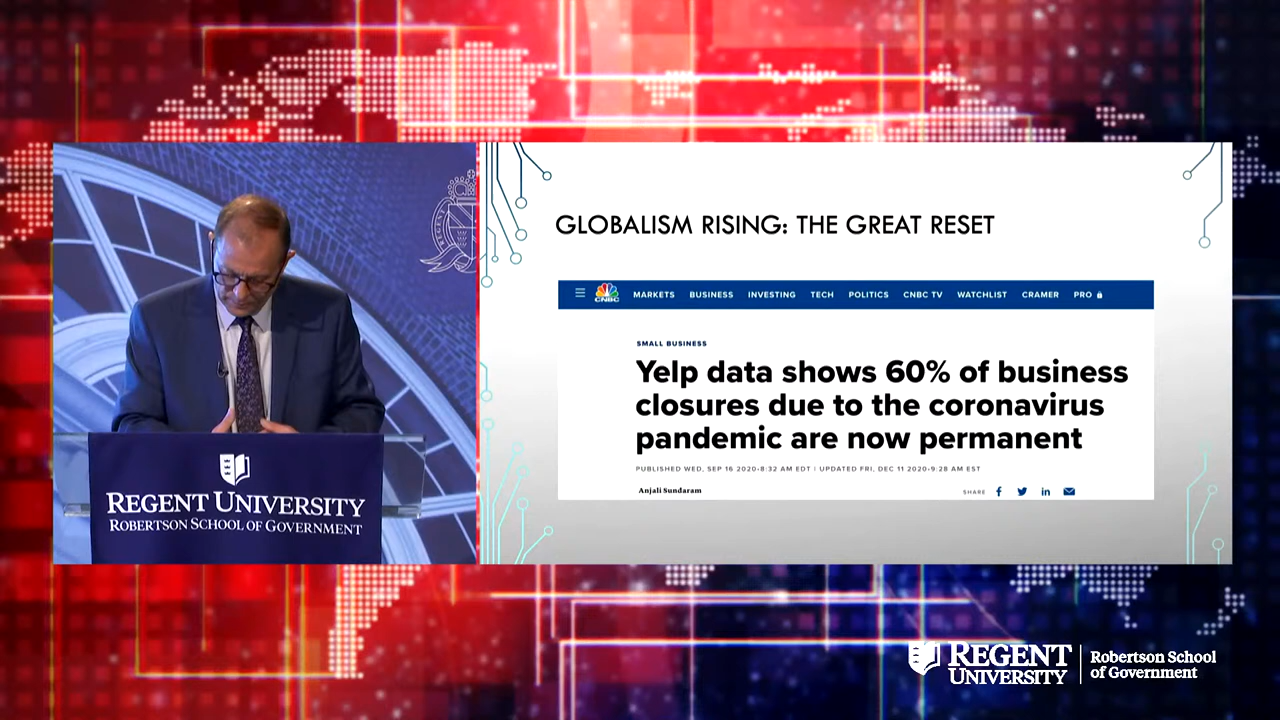 GLOBALISM RISING: THE GREAT RESET
CNBC
MARKETS BUSINESS INVESTING TECH POLITICS CNBC TV WATCHLIST CRAMER PRO
SMALL BUSINESS
Yelp data shows 60% of business
closures due to the coronavirus
pandemic are now permanent
PUBLISHED WED, SEP 16 2020-8:32 AM EDT | UPDATED FRI, DEC 11 2020-9:28 AM EST
Anjali Sundaram
SHARE
REGENT
REGENT UNIVERSITY
ROBERTSON SCHOOL OF GOVERNMENT
REGENT
UNIVERSITY
Robertson School
of Government